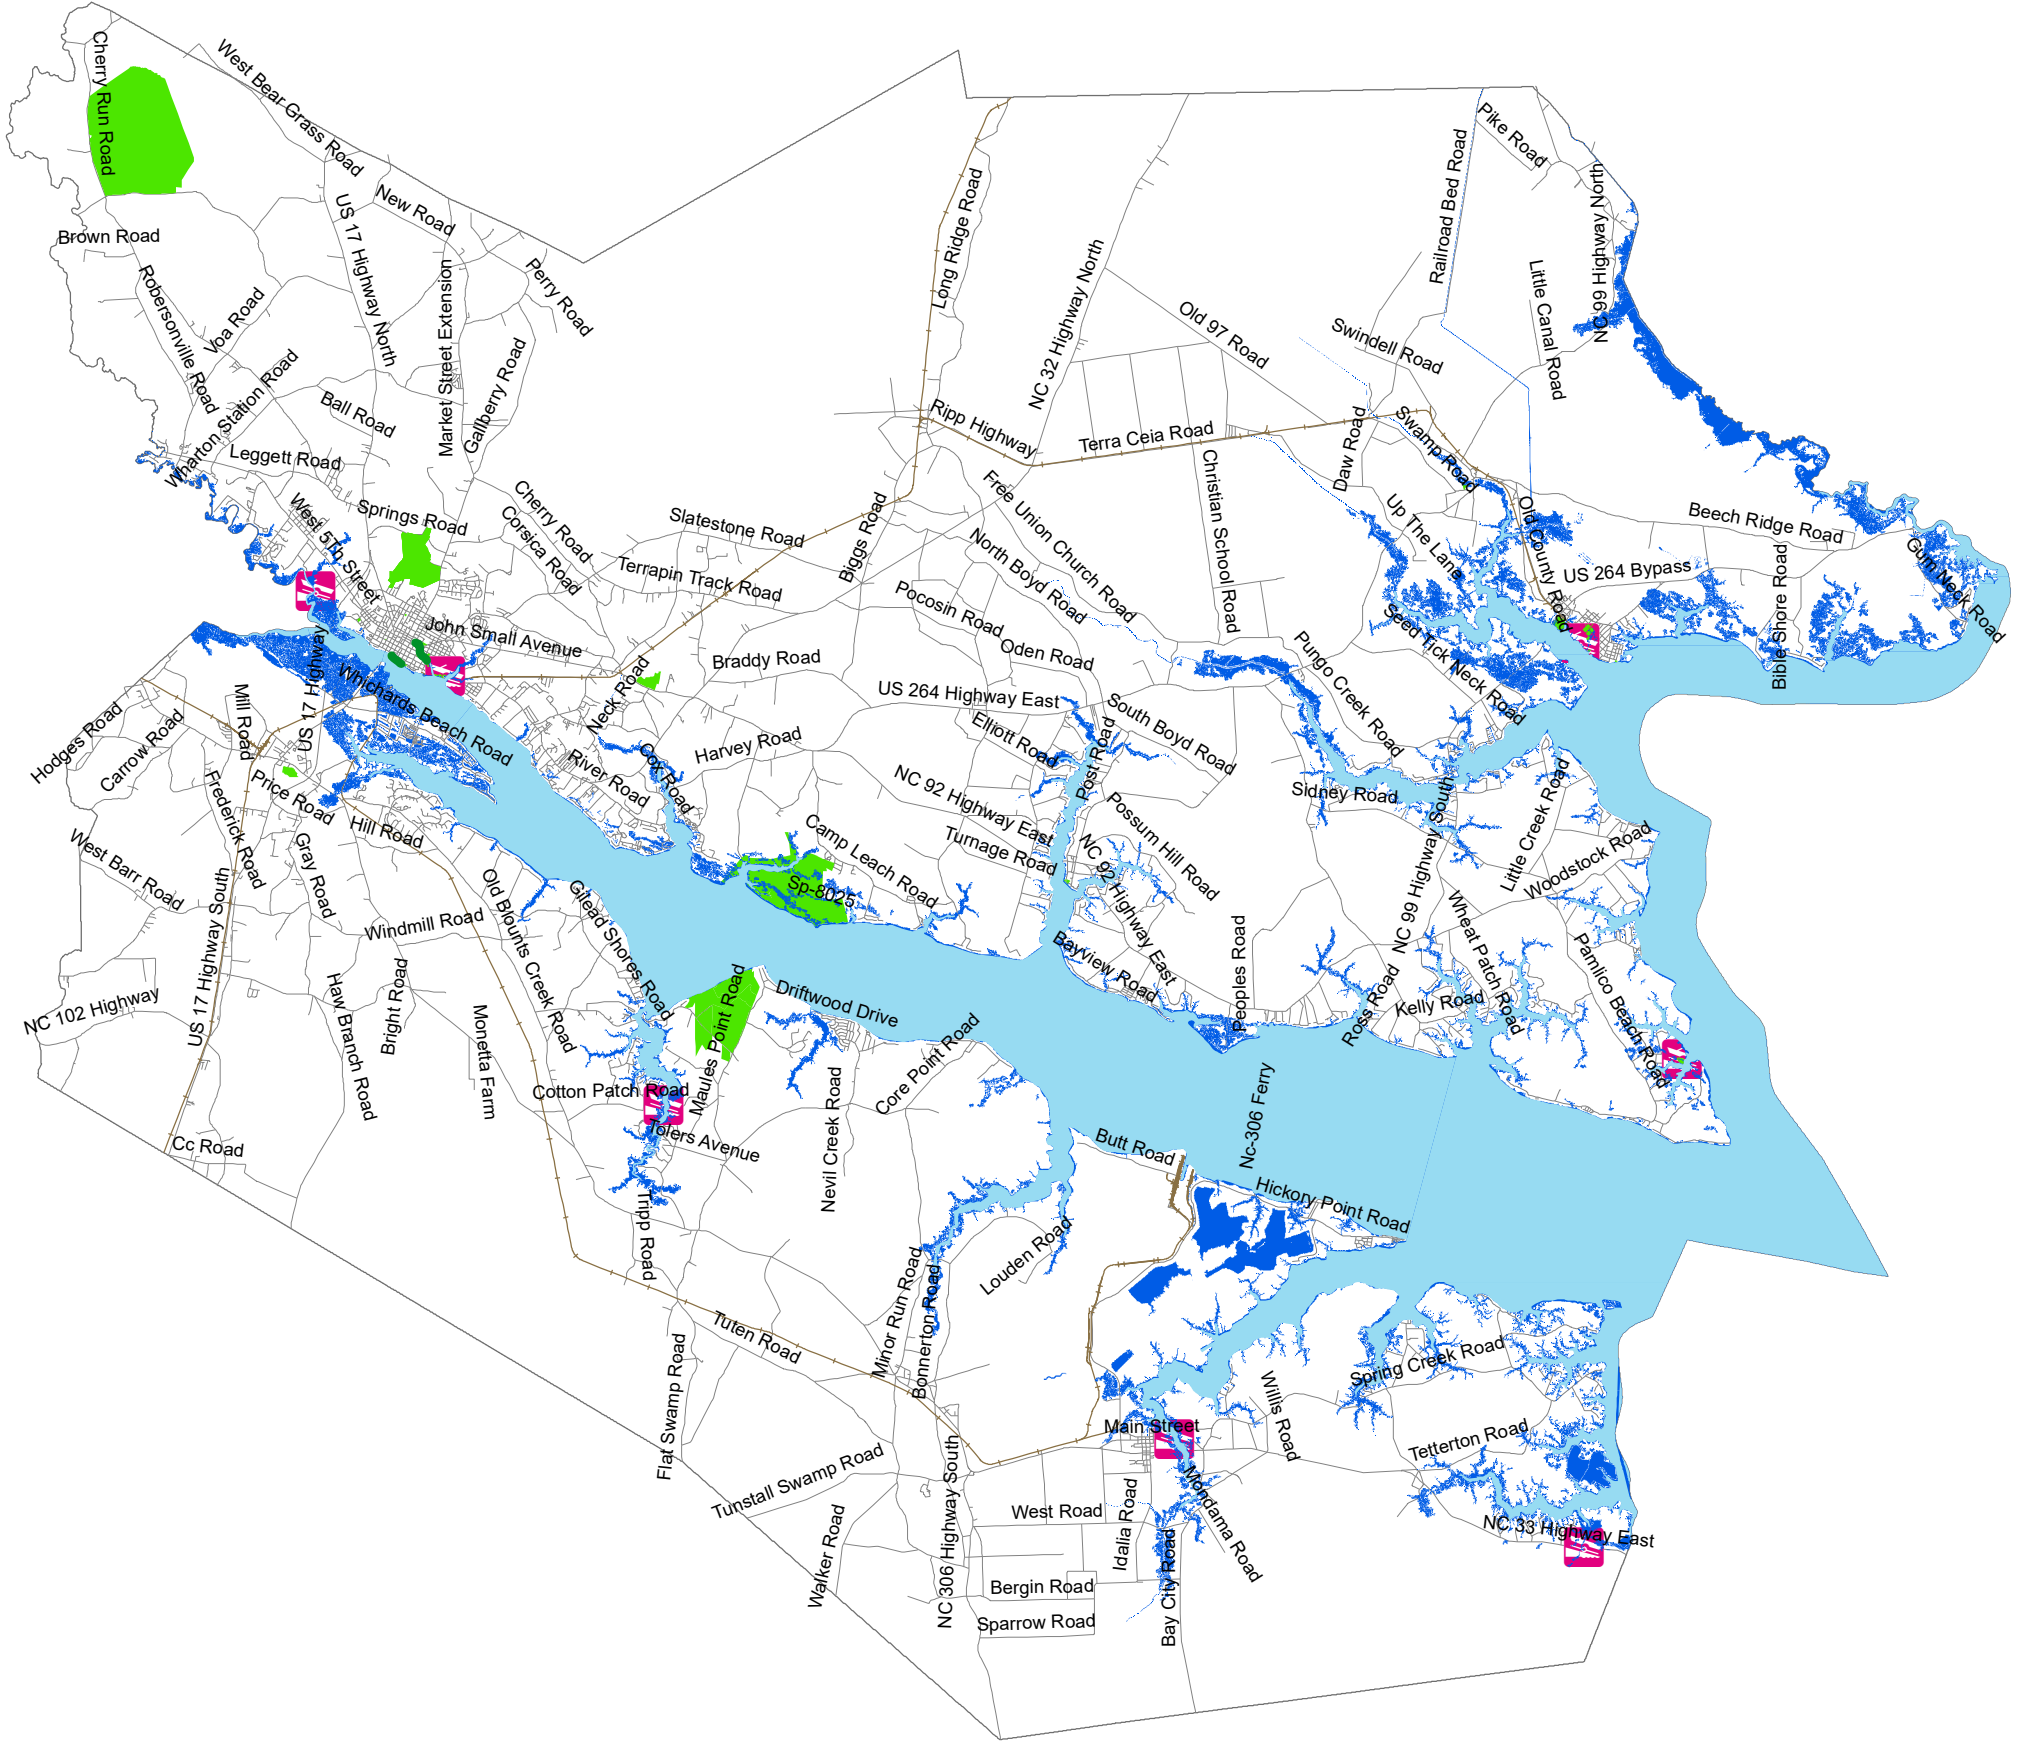 Cherry Run Road
West Bear Grass Road
Pike Road
Railroad Bed Road
NC 99 Highway North
New Road
US 17 Highway North
Long Ridge Road
Brown Road
Perry Road
Market Street Extension
NC 32 Highway North
Little Canal Road
Robersonville Road
Voa Road
Old 97 Road
Swindell Road
Gallberry Road
Wharton Station Road
Ball Road
Ripp Highway
Terra Ceia Road
Daw Road
Swamp Road
Leggett Road
Springs Road
West 5Th Street
Cherry Road
Corsica Road
Slatestone Road
Biggs Road
Free Union Church Road
Christian School Road
Up The Lane
Old County Road
Beech Ridge Road
Gum Neck Road
North Boyd Road
Terrapin Track Road
US 264 Bypass
Bible Shore Road
Pocosin Road
John Small Avenue
Oden Road
Braddy Road
Neck Road
Seed Tick Neck Road
Pungo Creek Road
US 17 Highway
Whichards Beach Road
US 264 Highway East
South Boyd Road
Elliott Road
Post Road
Mill Road
Hodges Road
Carrow Road
Harvey Road
Cox Road
River Road
NC 92 Highway East
Sidney Road
Little Creek Road
Woodstock Road
Price Road
Frederick Road
Hill Road
Gray Road
Camp Leach Road
Turnage Road
Possum Hill Road
NC 92 Highway East
NC 99 Highway South
West Barr Road
Old Blounts Creek Road
Gilead Shores Road
Sp-8025
Windmill Road
US 17 Highway South
Wheat Patch Road
Pamlico Beach Road
Bayview Road
Peoples Road
Ross Road
Kelly Road
NC 102 Highway
Haw Branch Road
Bright Road
Monetta Farm
Maules Point Road
Driftwood Drive
Core Point Road
Nevil Creek Road
Cotton Patch Road
Tolers Avenue
Cc Road
Nc-306 Ferry
Butt Road
Hickory Point Road
Tripp Road
Louden Road
Minor Run Road
Bonnerton Road
Tuten Road
Flat Swamp Road
Spring Creek Road
Willis Road
Main Street
Tetterton Road
Tunstall Swamp Road
NC 306 Highway South
West Road
Idalia Road
Mondama Road
Walker Road
NC 33 Highway East
Bay City Road
Bergin Road
Sparrow Road